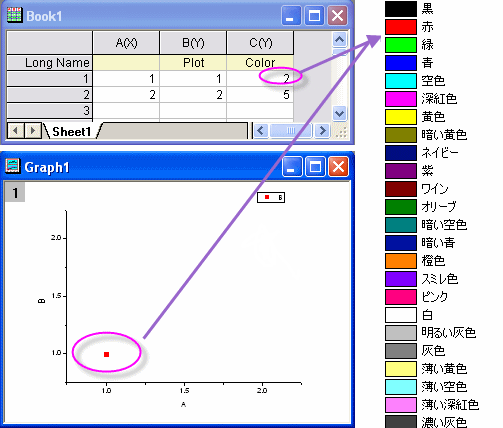 Book1
A(X) B(Y) C(Y)
Long Name Plot Color
1 1 1 2
2 2 2 5
3
Sheet1
Graph1
1
B
2.0
1.5
1.0
B
1.0 1.5 2.0
A
黒
赤
緑
青
空色
深紅色
黄色
暗い黄色
ネイビー
紫
ワイン
オリーブ
暗い空色
暗い青
橙色
スミレ色
ピンク
白
明るい灰色
灰色
薄い黄色
薄い空色
薄い深紅色
濃い灰色